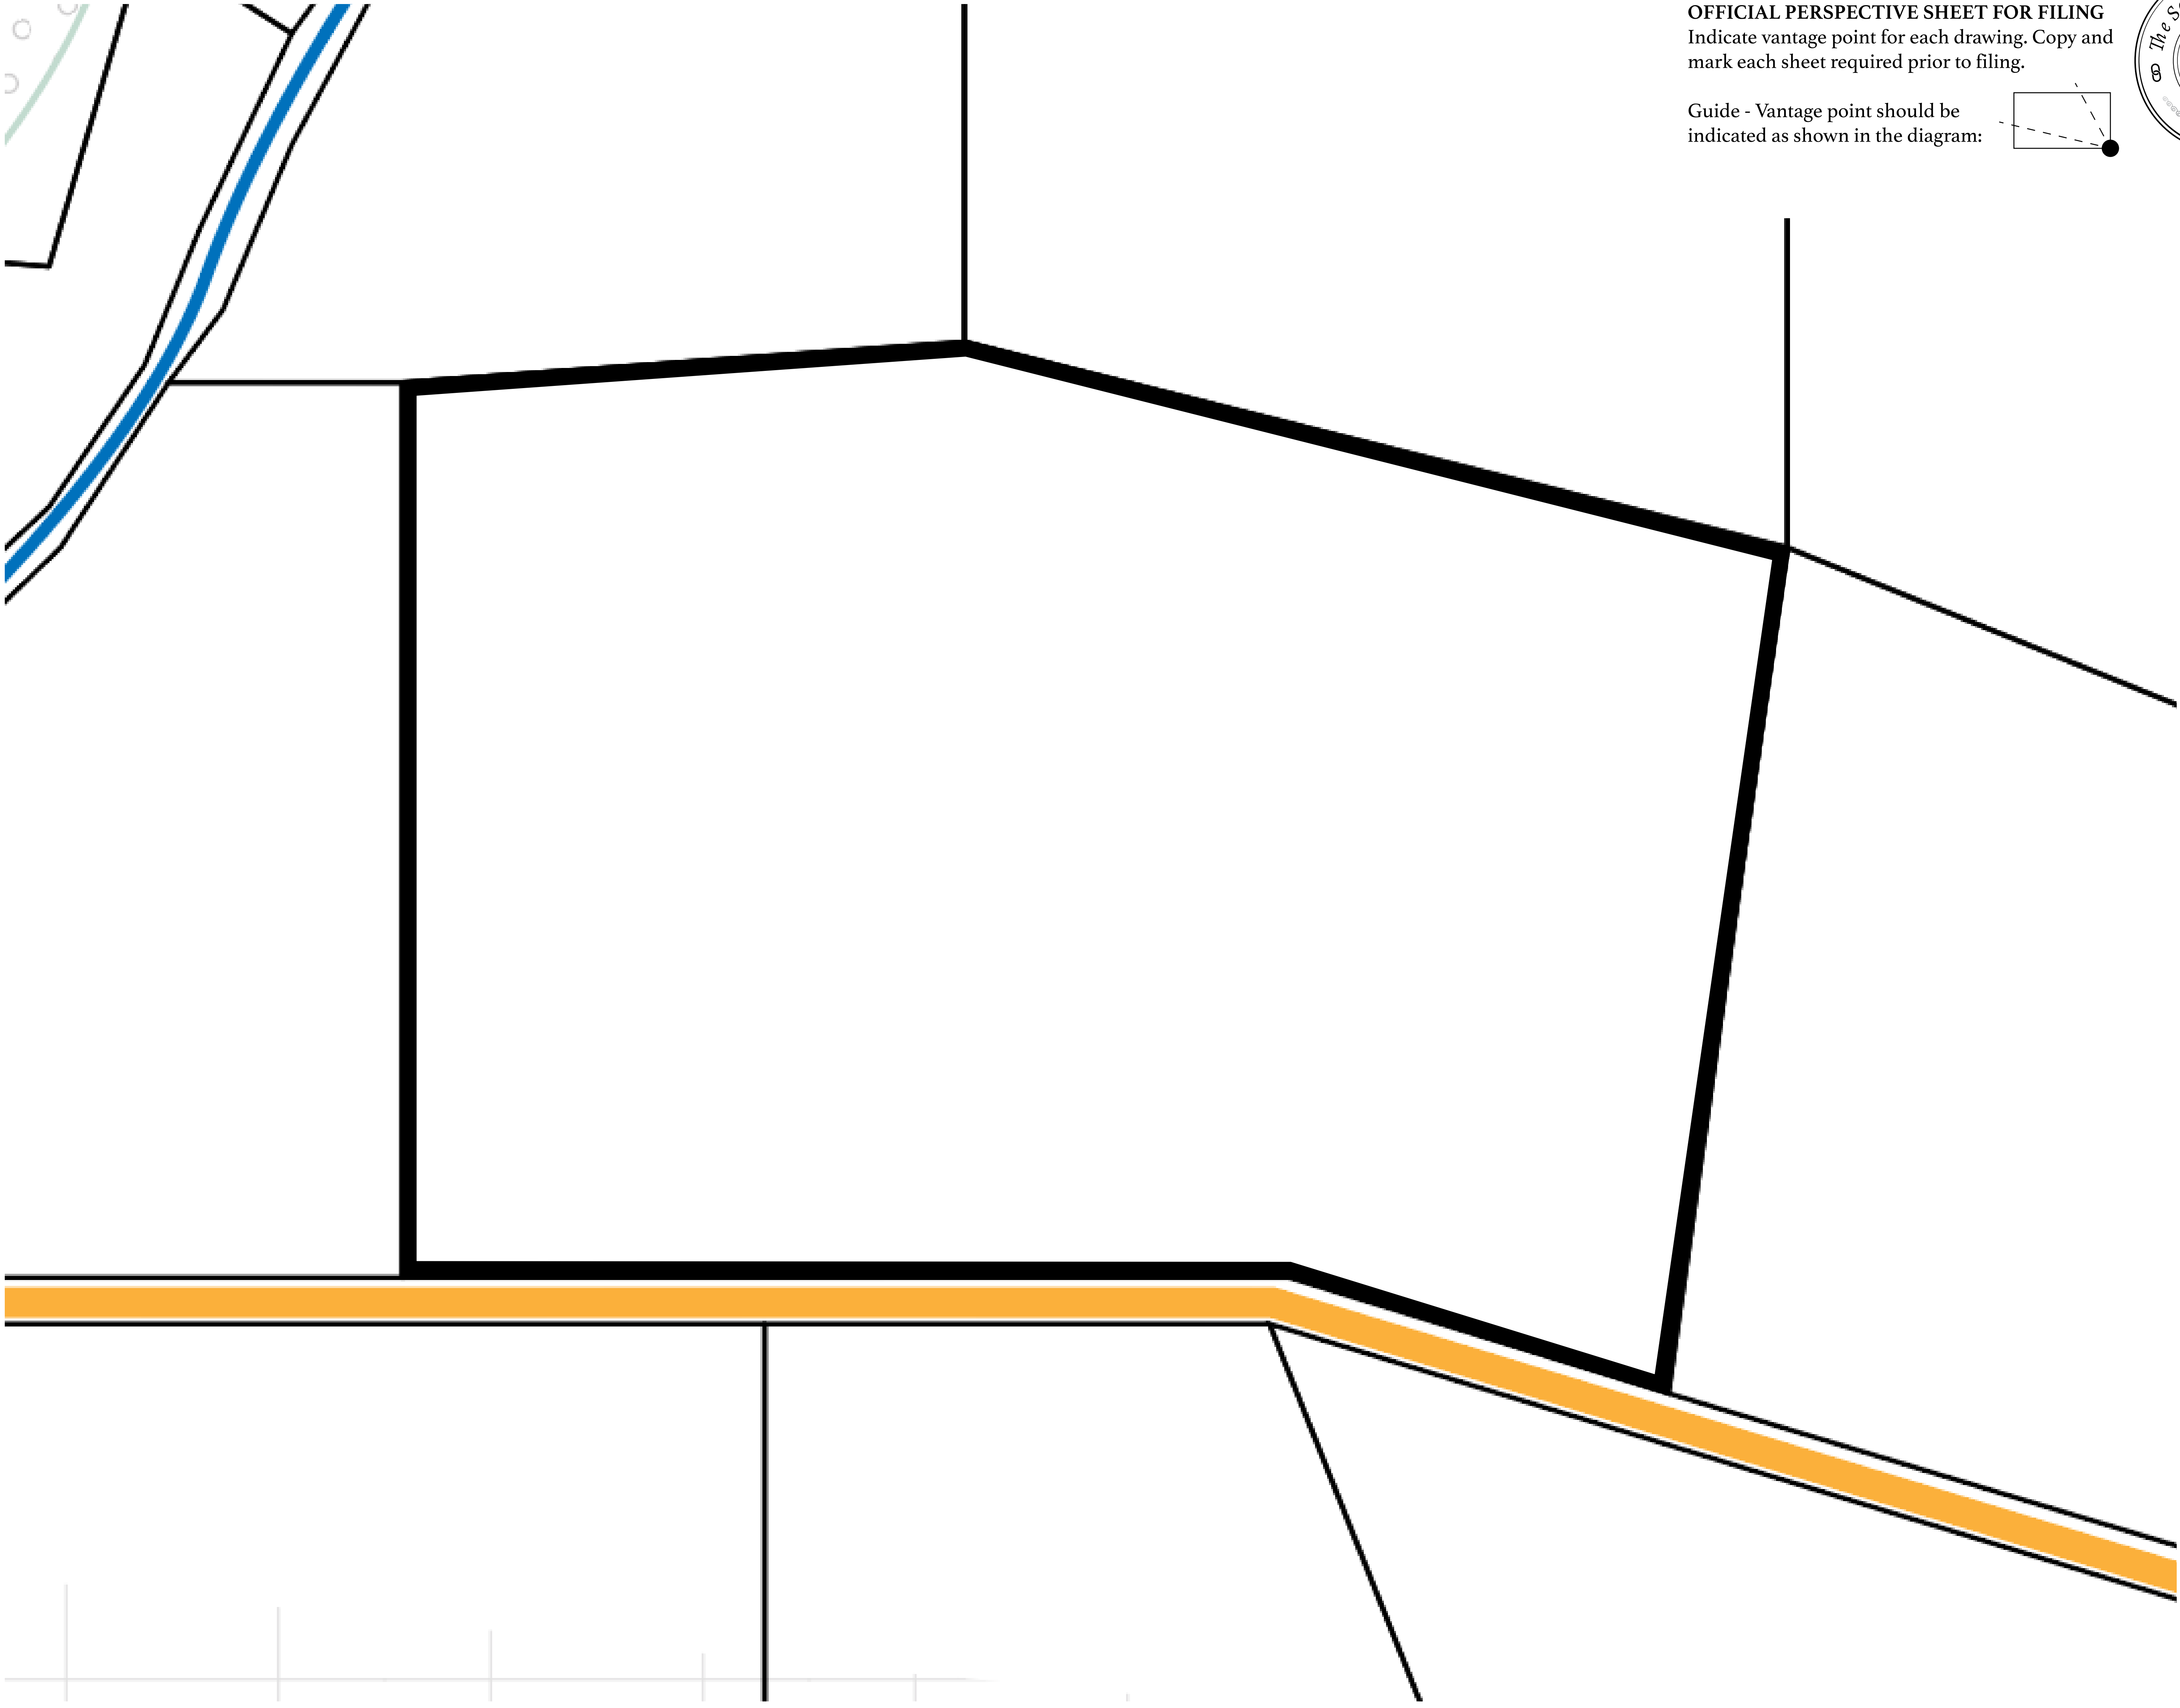 OFFICIAL PERSPECTIVE SHEET FOR FILING
Indicate vantage point for each drawing. Copy and
mark each sheet required prior to filing.
Guide - Vantage point should be
indicated as shown in the diagram:
The